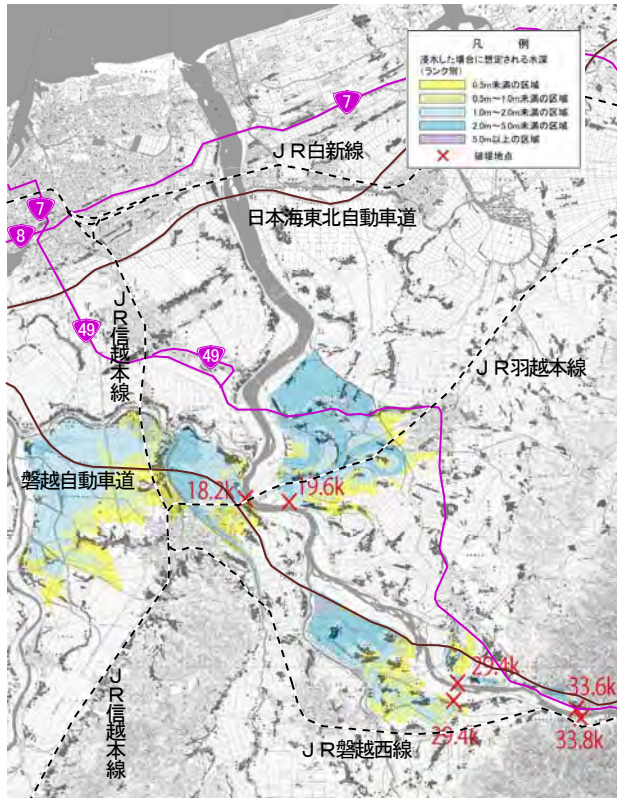 凡 例
浸水した場合に想定される水深
(ランク別)
0.5m未満の区域
0.5m～1.0m未満の区域
1.0m～2.0m未満の区域
2.0m～5.0m未満の区域
5.0m以上の区域
破堤地点
7
ＪＲ白新線
7
8
日本海東北自動車道
49
ＪＲ信越本線
49
ＪＲ羽越本線
磐越自動車道
18.2k
19.6k
29.4k
33.6k
ＪＲ信越本線
29.4k
33.8k
ＪＲ磐越西線